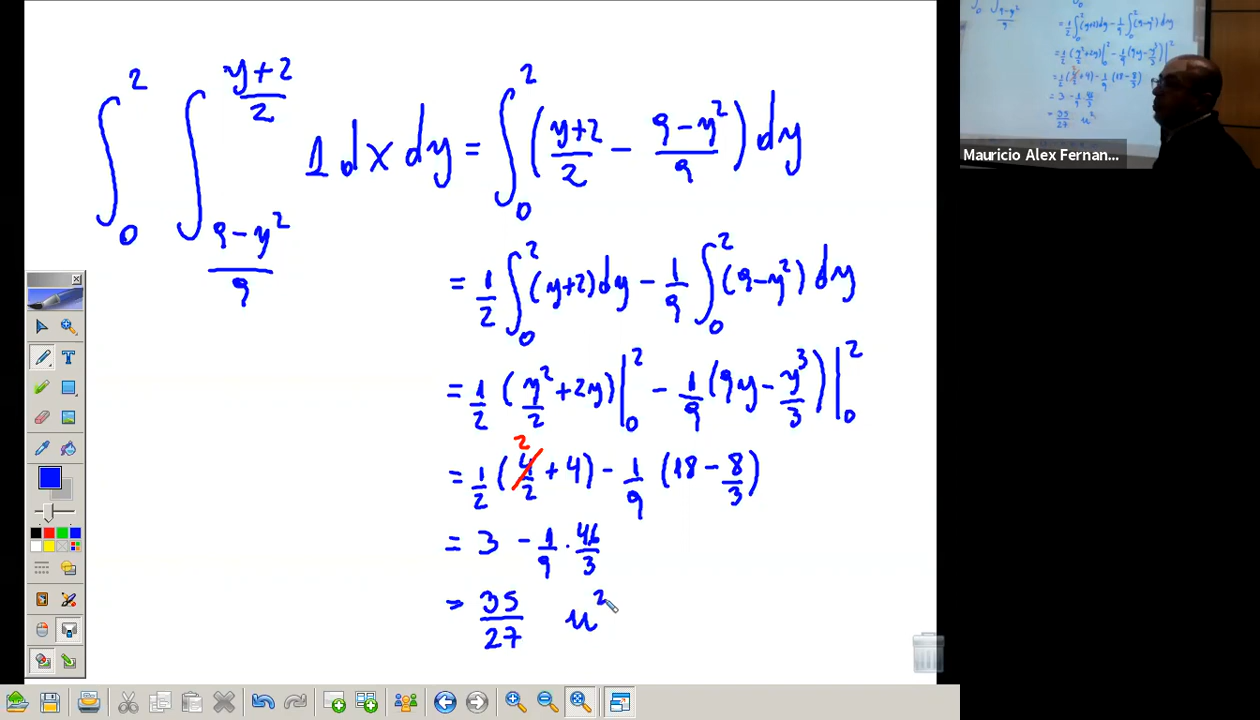 ∫₀² ∫_{(9−y²)/9}^{(y+2)/2} 1 dx dy = ∫₀² ( (y+2)/2 − (9−y²)/9 ) dy
= 1/2 ∫₀² (y+2) dy − 1/9 ∫₀² (9−y²) dy
= 1/2 ( y²/2 + 2y ) |₀² − 1/9 ( 9y − y³/3 ) |₀²
= 1/2 ( 4/2 + 4 ) − 1/9 ( 18 − 8/3 )
2
= 3 − 1/9 · 46/3
= 35/27 u²
T
Mauricio Alex Fernan...